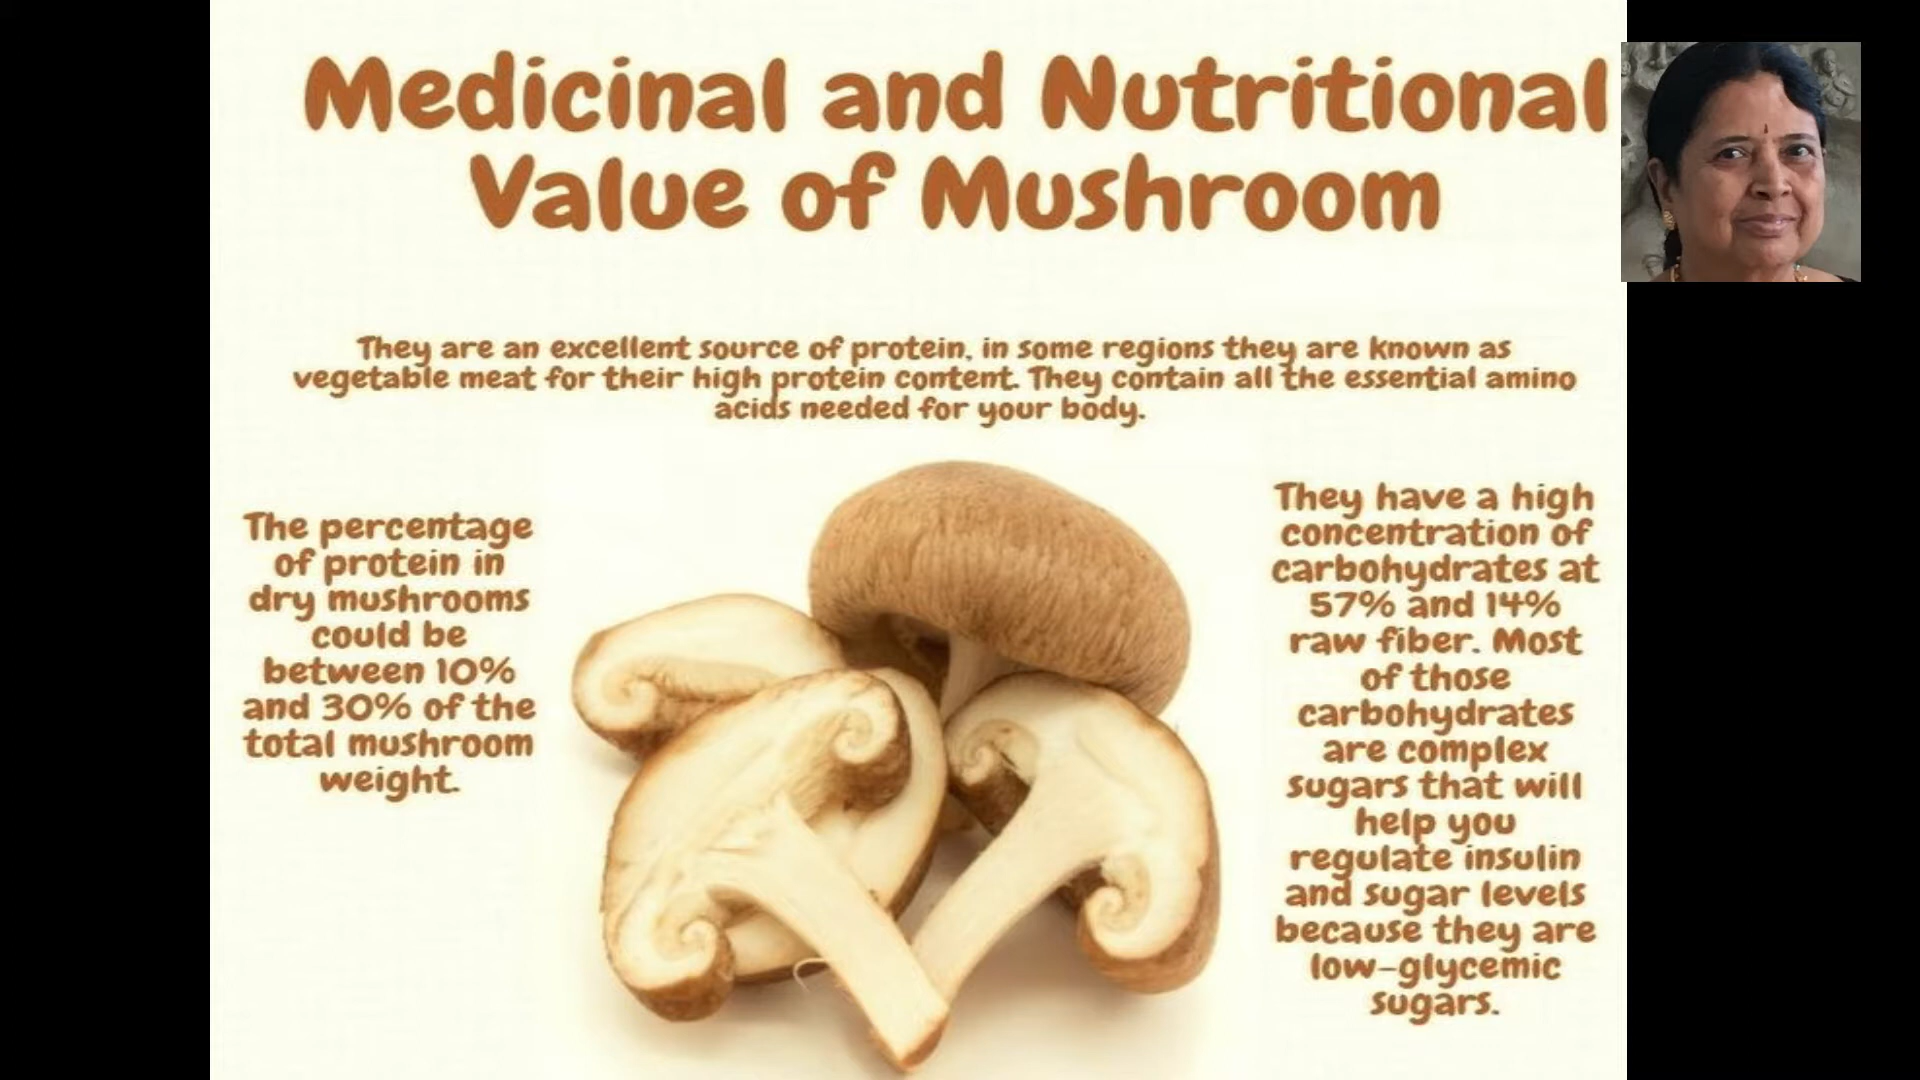 Medicinal and Nutritional
Value of Mushroom
They are an excellent source of protein, in some regions they are known as
vegetable meat for their high protein content. They contain all the essential amino
acids needed for your body.
The percentage
of protein in
dry mushrooms
could be
between 10%
and 30% of the
total mushroom
weight.
They have a high
concentration of
carbohydrates at
57% and 14%
raw fiber. Most
of those
carbohydrates
are complex
sugars that will
help you
regulate insulin
and sugar levels
because they are
low-glycemic
sugars.